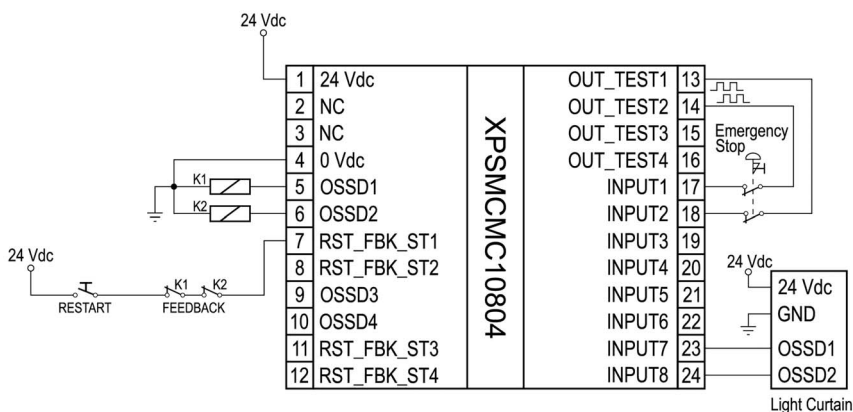 24 Vdc
1 24 Vdc
2 NC
3 NC
4 0 Vdc
5 OSSD1
6 OSSD2
7 RST_FBK_ST1
8 RST_FBK_ST2
9 OSSD3
10 OSSD4
11 RST_FBK_ST3
12 RST_FBK_ST4
K1
K2
24 Vdc
RESTART
K1 K2
FEEDBACK
XPSMCMC10804
OUT_TEST1 13
OUT_TEST2 14
OUT_TEST3 15
OUT_TEST4 16
INPUT1 17
INPUT2 18
INPUT3 19
INPUT4 20
INPUT5 21
INPUT6 22
INPUT7 23
INPUT8 24
Emergency
Stop
24 Vdc
24 Vdc
GND
OSSD1
OSSD2
Light Curtain